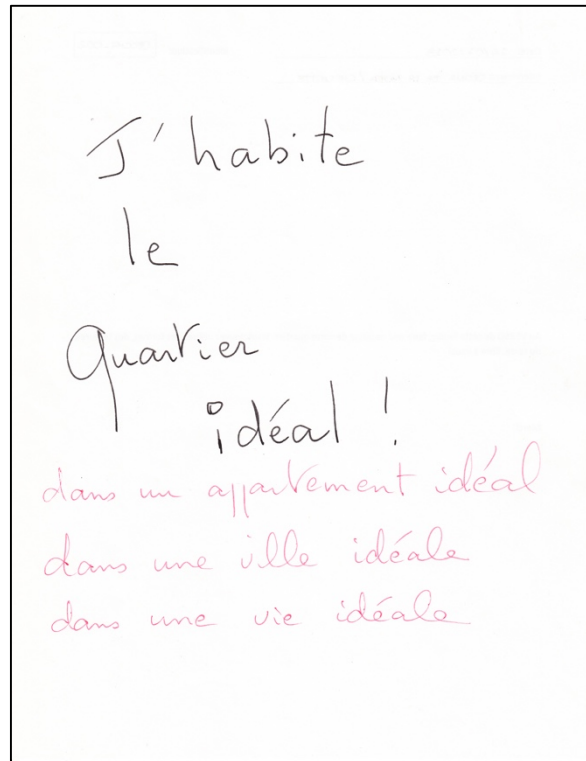 J'habite
le
Quartier
idéal !
dans un appartement idéal
dans une ville idéale
dans une vie idéale